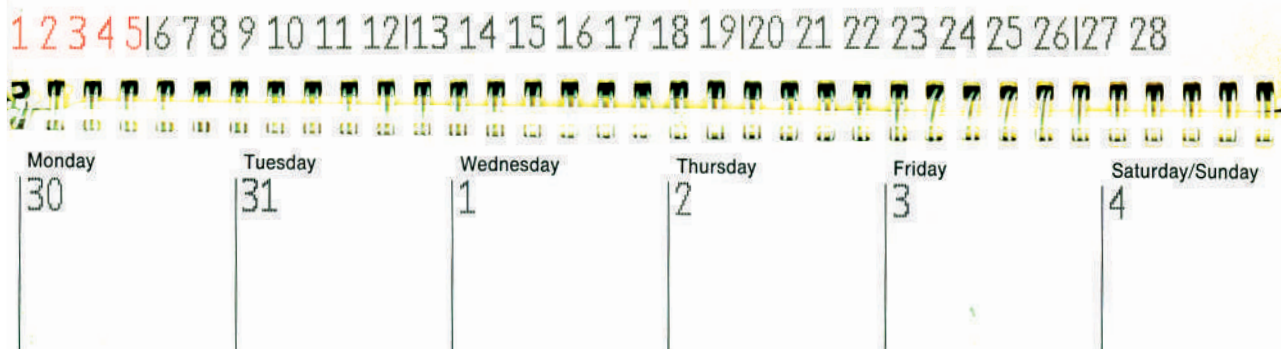 1 2 3 4 5|6 7 8 9 10 11 12|13 14 15 16 17 18 19|20 21 22 23 24 25 26|27 28
Monday Tuesday Wednesday Thursday Friday Saturday/Sunday
30 31 1 2 3 4